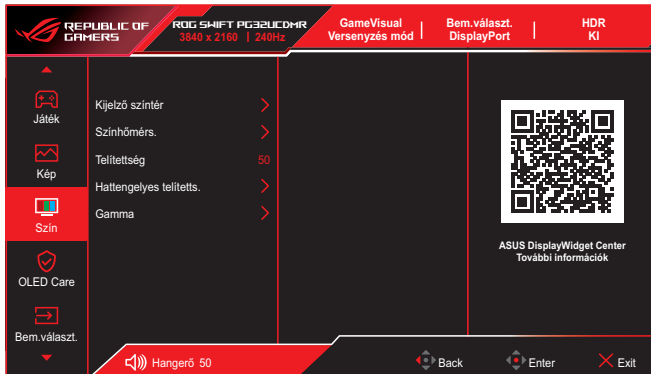 REPUBLIC OF
GAMERS
ROG SWIFT PG32UCDMR
3840 x 2160 | 240Hz
GameVisual
Versenyzés mód
Bem.választ.
DisplayPort
HDR
KI
Játék
Kép
Szín
OLED Care
Bem.választ.
Kijelző színtér
Színhőmérs.
Telítettség 50
Hattengelyes telítetts.
Gamma
ASUS DisplayWidget Center
További információk
Hangerő 50
Back
Enter
Exit